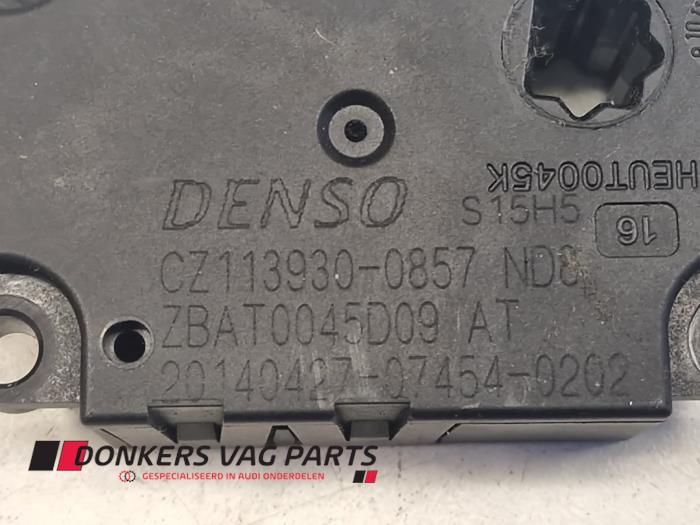 HEUT0045K
16
DENSO S15H5
CZ113930-0857 ND8
ZBAT0045D09 AT
20140427-07454-0202
DONKERS VAG PARTS
GESPECIALISEERD IN AUDI ONDERDELEN